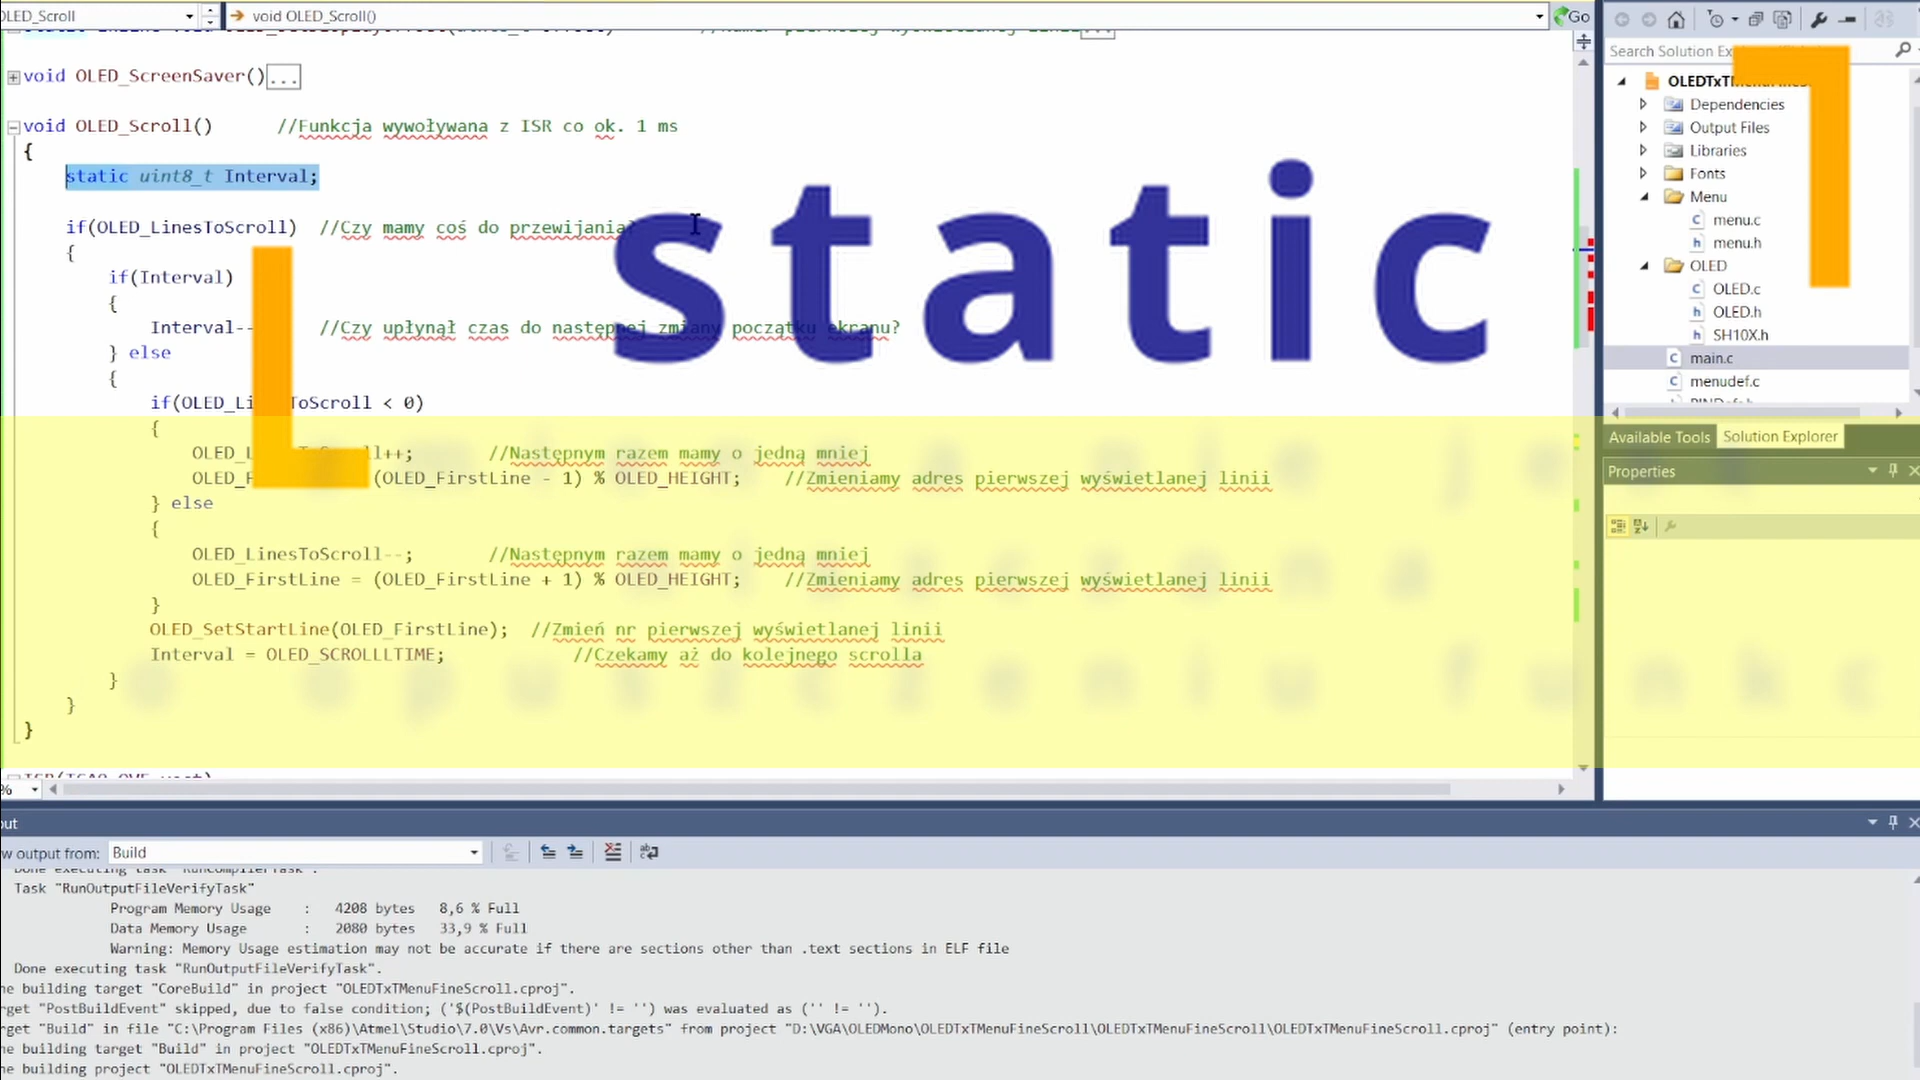 OLED_Scroll
void OLED_Scroll()
Go
void OLED_ScreenSaver()...
void OLED_Scroll() //Funkcja wywoływana z ISR co ok. 1 ms
{
static uint8_t Interval;
if(OLED_LinesToScroll) //Czy mamy coś do przewijania?
{
if(Interval)
{
Interval-- //Czy upłynął czas do następnej zmiany początku ekranu?
} else
{
if(OLED_Li ToScroll < 0)
{
OLED_L ll++; //Następnym razem mamy o jedną mniej
OLED_F (OLED_FirstLine - 1) % OLED_HEIGHT; //Zmieniamy adres pierwszej wyświetlanej linii
} else
{
OLED_LinesToScroll--; //Następnym razem mamy o jedną mniej
OLED_FirstLine = (OLED_FirstLine + 1) % OLED_HEIGHT; //Zmieniamy adres pierwszej wyświetlanej linii
}
OLED_SetStartLine(OLED_FirstLine); //Zmień nr pierwszej wyświetlanej linii
Interval = OLED_SCROLLLTIME; //Czekamy aż do kolejnego scrolla
}
}
}
static
Search Solution Ex
Dependencies
Output Files
Libraries
Fonts
Menu
menu.c
menu.h
OLED
OLED.c
OLED.h
SH10X.h
main.c
menudef.c
Available Tools Solution Explorer
Properties
%
put
w output from: Build
Done executing task "RunCompilerTask".
Task "RunOutputFileVerifyTask"
Program Memory Usage : 4208 bytes 8,6 % Full
Data Memory Usage : 2080 bytes 33,9 % Full
Warning: Memory Usage estimation may not be accurate if there are sections other than .text sections in ELF file
Done executing task "RunOutputFileVerifyTask".
ne building target "CoreBuild" in project "OLEDTxTMenuFineScroll.cproj".
rget "PostBuildEvent" skipped, due to false condition; ('$(PostBuildEvent)' != '') was evaluated as ('' != '').
rget "Build" in file "C:\Program Files (x86)\Atmel\Studio\7.0\Vs\Avr.common.targets" from project "D:\VGA\OLEDMono\OLEDTxTMenuFineScroll\OLEDTxTMenuFineScroll\OLEDTxTMenuFineScroll.cproj" (entry point):
ne building target "Build" in project "OLEDTxTMenuFineScroll.cproj".
ne building project "OLEDTxTMenuFineScroll.cproj".